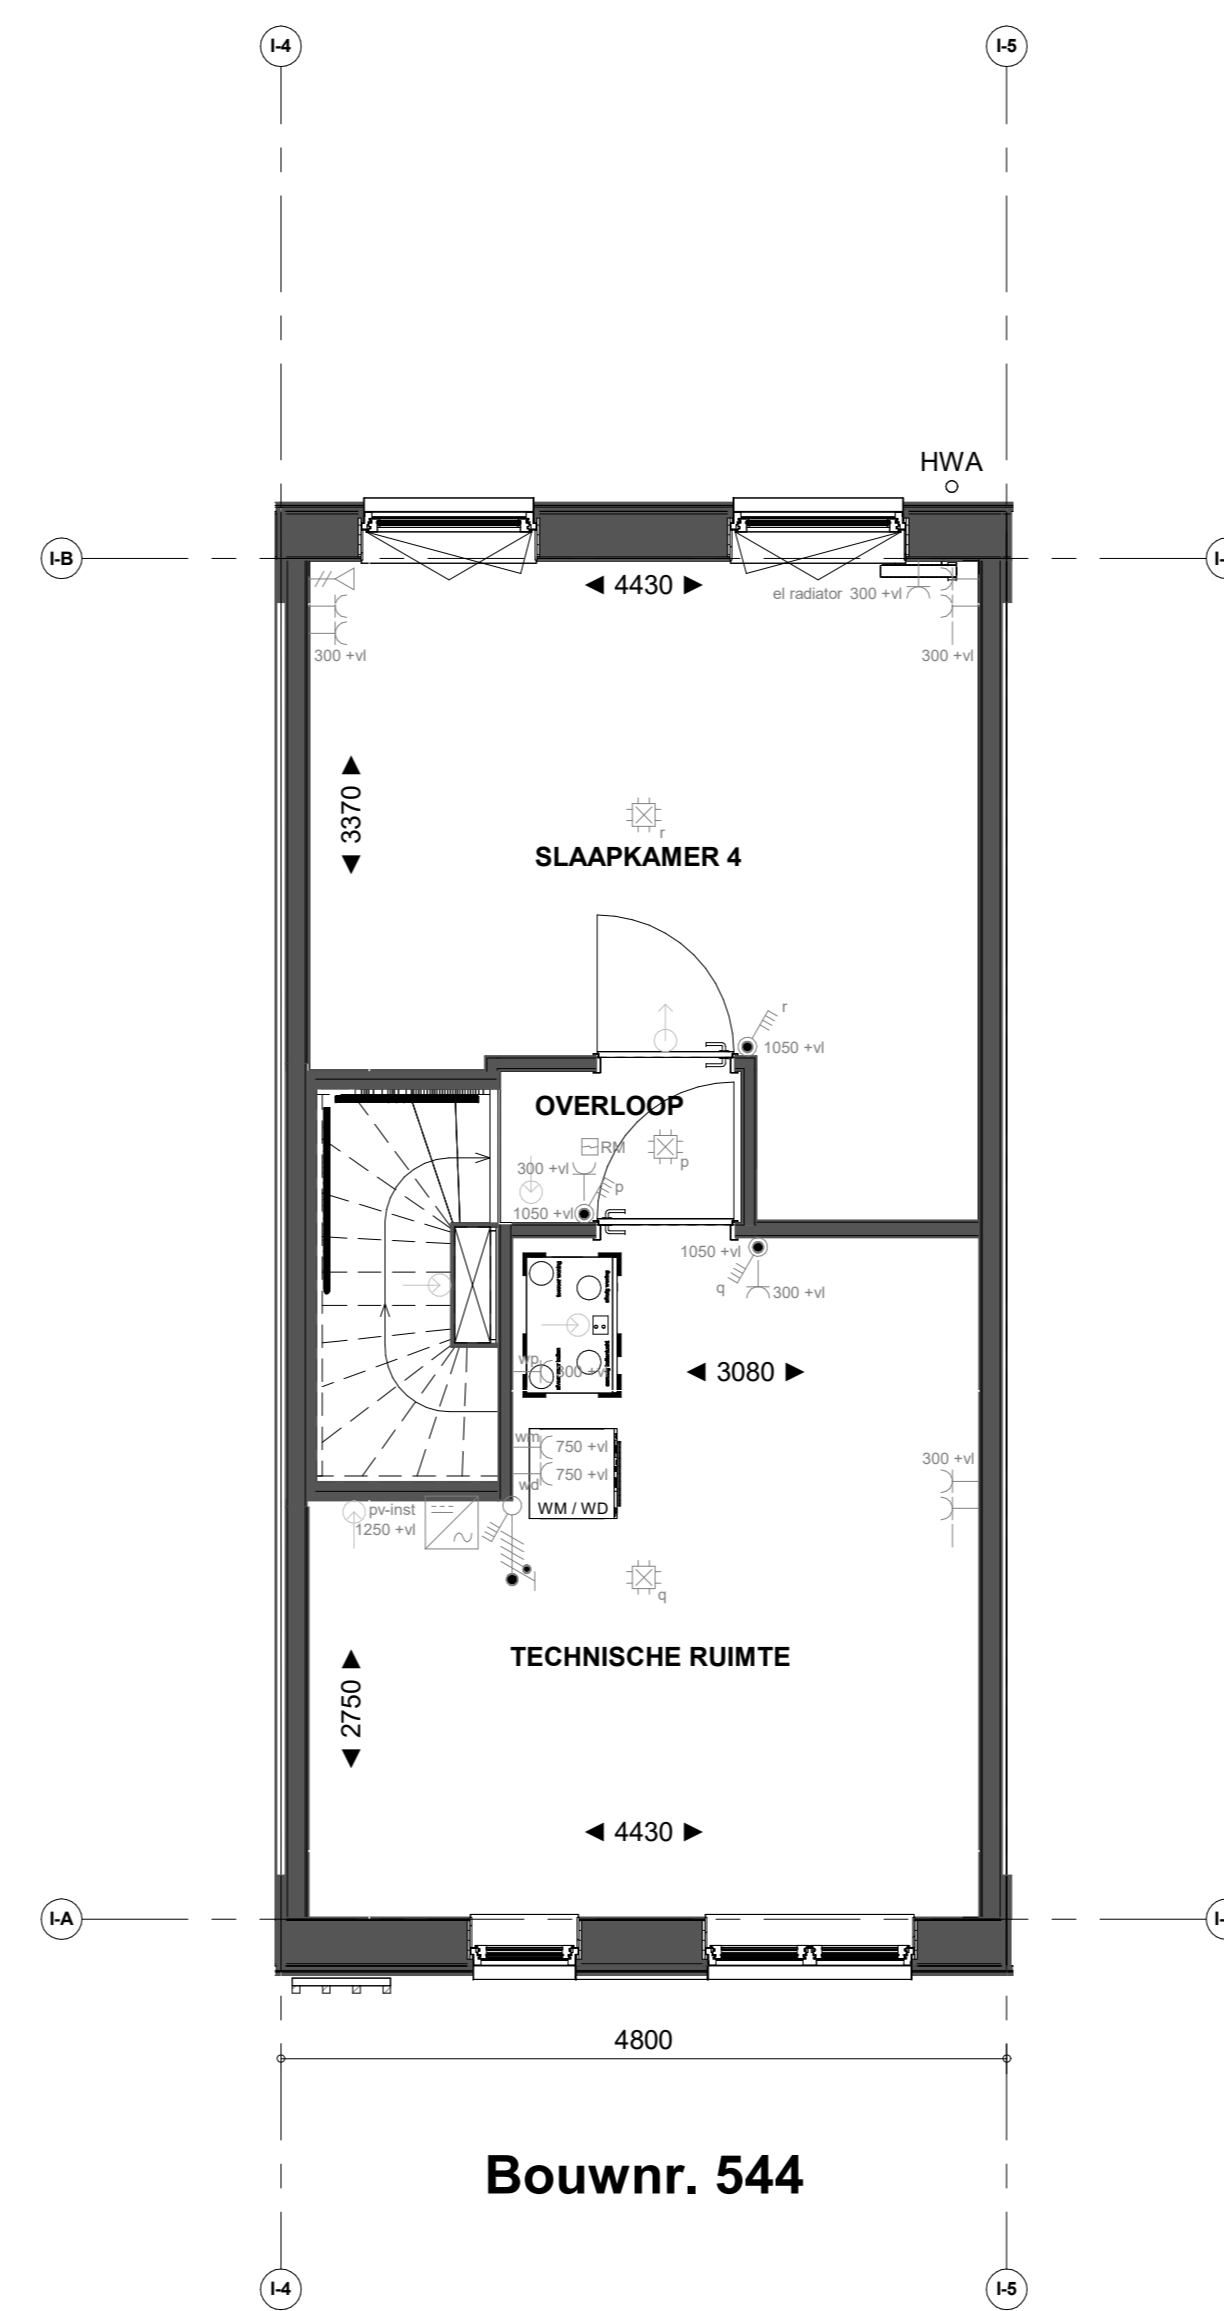 I-4 I-5
HWA
I-B
4430
el radiator 300 +vl
300 +vl 300 +vl
3370
r
SLAAPKAMER 4
r
1050 +vl
OVERLOOP
RM
p
300 +vl
p
1050 +vl
1050 +vl
q
300 +vl
wp
3080
wm 750 +vl
750 +vl
wd
300 +vl
WM / WD
pv-inst
1250 +vl
q
TECHNISCHE RUIMTE
2750
4430
I-A
4800
Bouwnr. 544
I-4 I-5